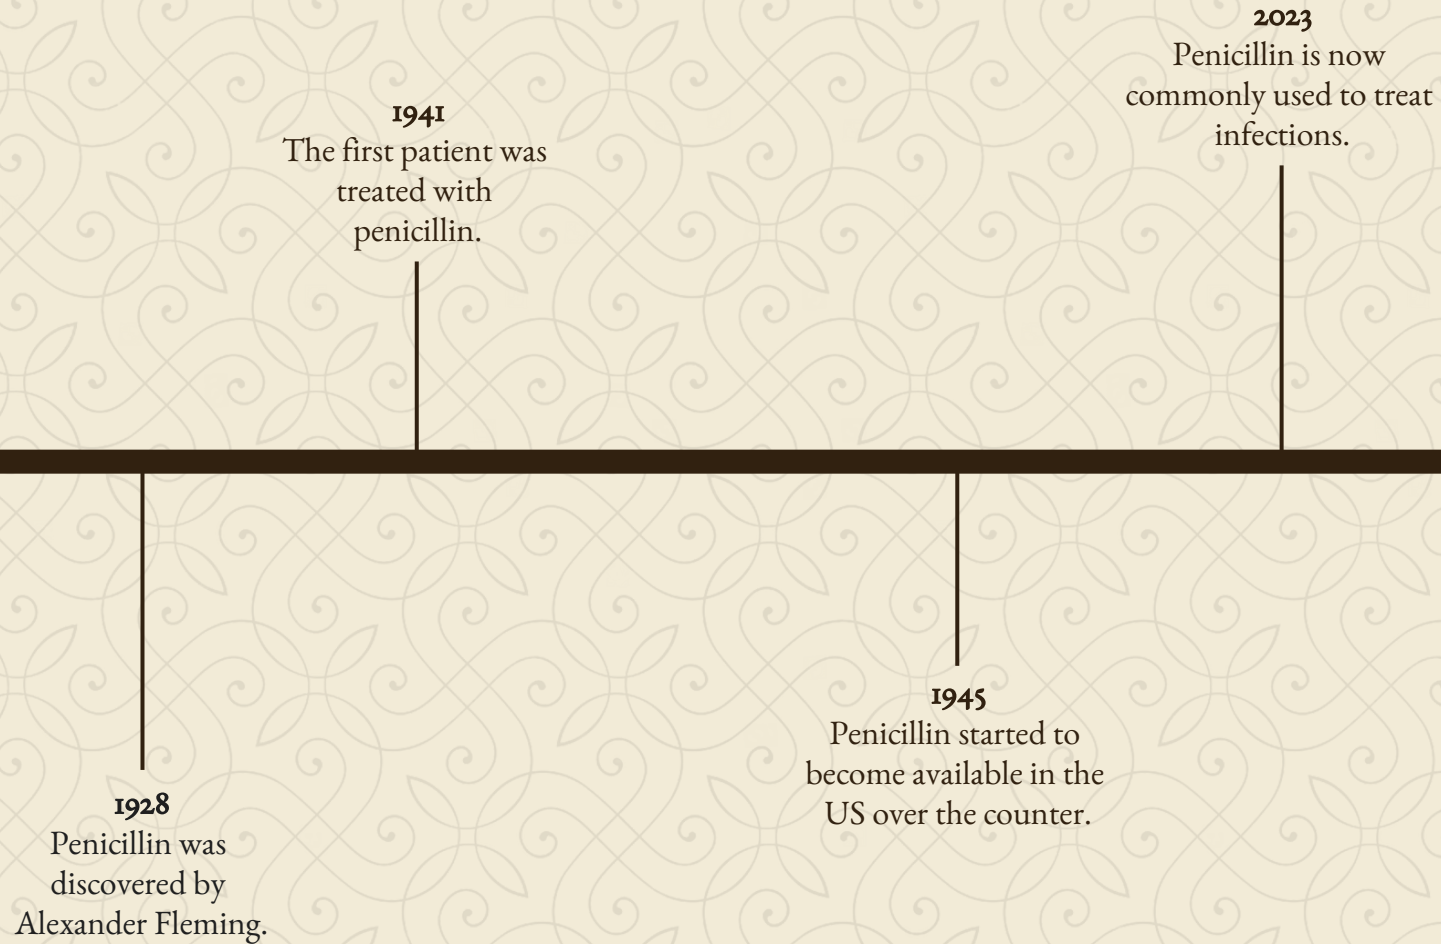 1928
Penicillin was
discovered by
Alexander Fleming.
1941
The first patient was
treated with
penicillin.
1945
Penicillin started to
become available in the
US over the counter.
2023
Penicillin is now
commonly used to treat
infections.